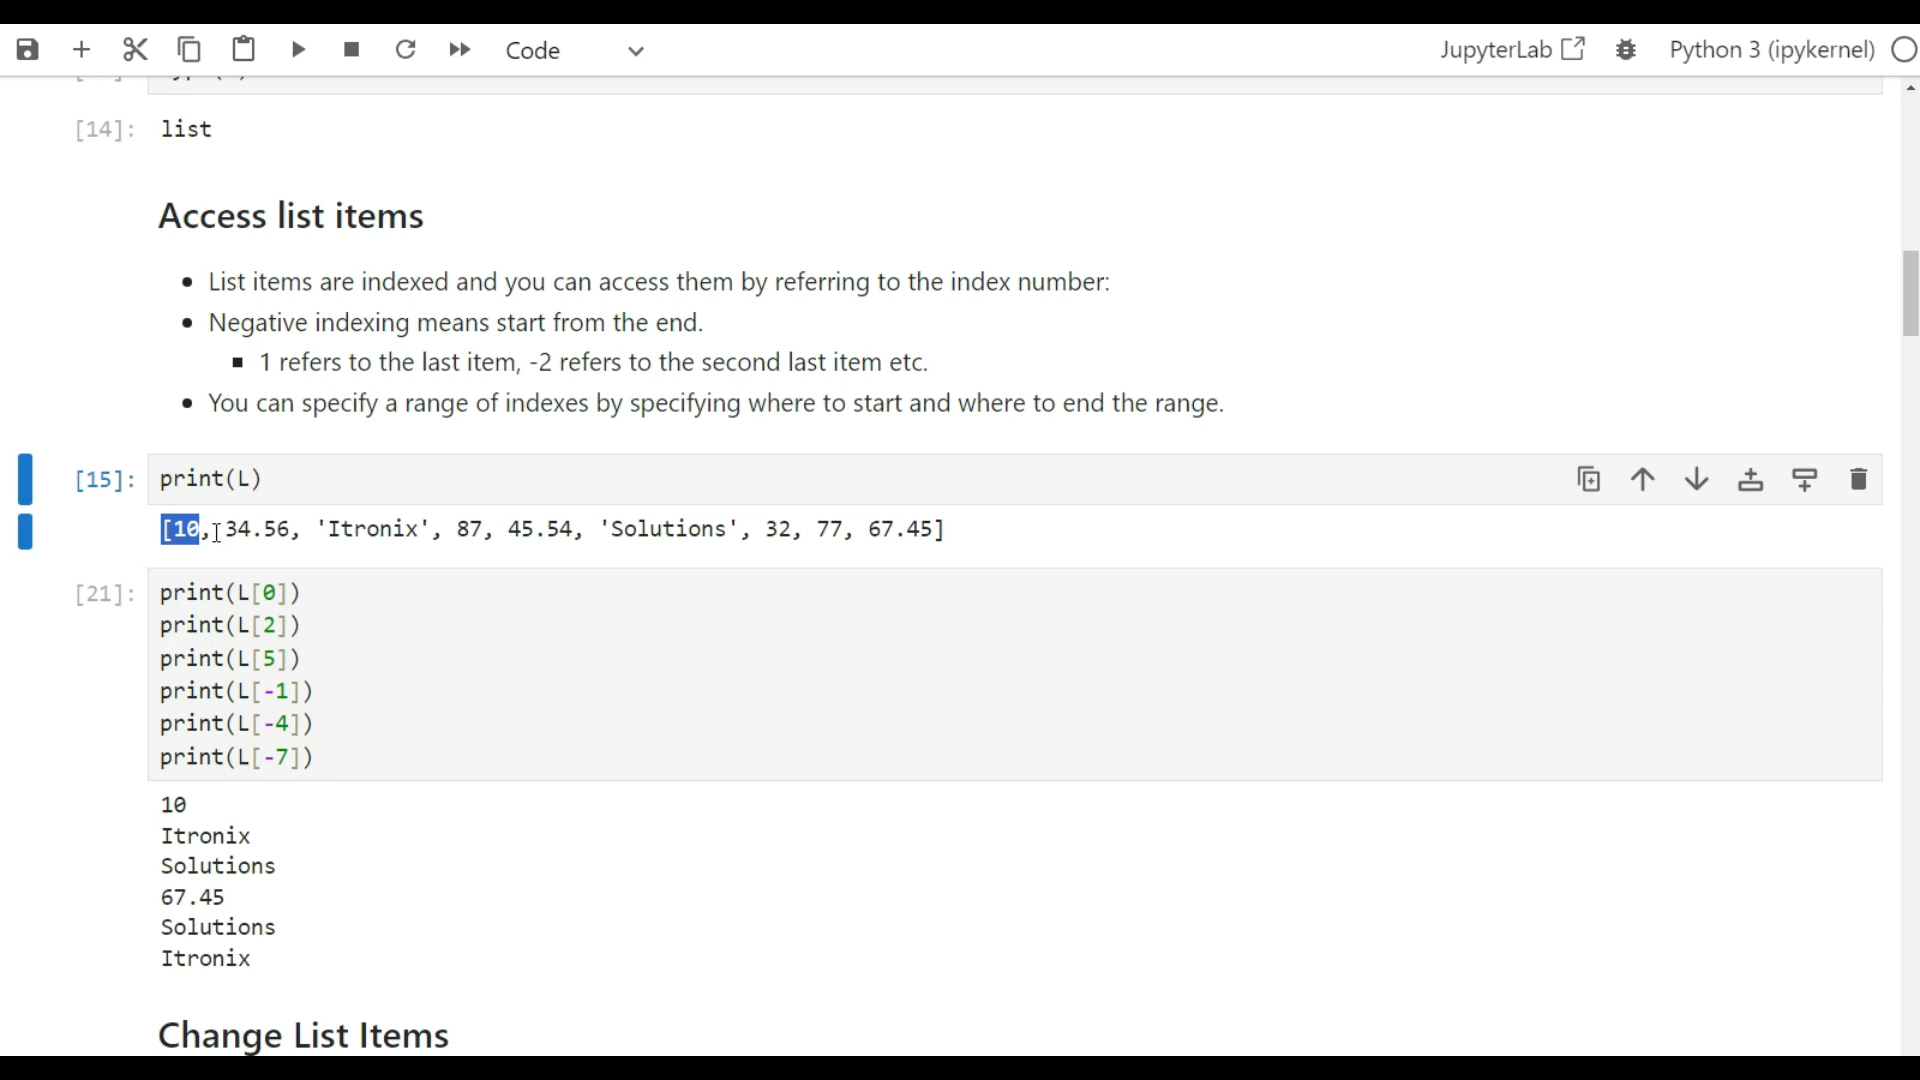 Code
JupyterLab
Python 3 (ipykernel)
[14]: list
Access list items
• List items are indexed and you can access them by referring to the index number:
• Negative indexing means start from the end.
▪ 1 refers to the last item, -2 refers to the second last item etc.
• You can specify a range of indexes by specifying where to start and where to end the range.
[15]: print(L)
[10, 34.56, 'Itronix', 87, 45.54, 'Solutions', 32, 77, 67.45]
[21]: print(L[0])
print(L[2])
print(L[5])
print(L[-1])
print(L[-4])
print(L[-7])
10
Itronix
Solutions
67.45
Solutions
Itronix
Change List Items